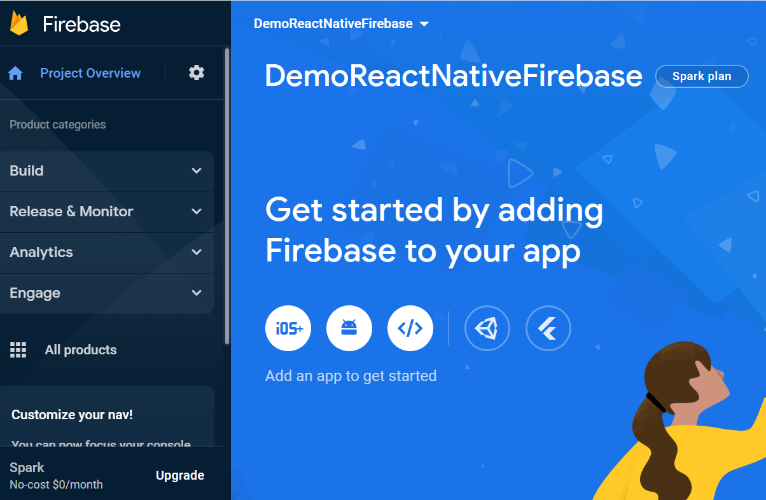 Firebase
Project Overview
Product categories
Build
Release & Monitor
Analytics
Engage
All products
Customize your nav!
You can now focus your console
Spark
No-cost $0/month
Upgrade
DemoReactNativeFirebase
DemoReactNativeFirebase
Spark plan
Get started by adding
Firebase to your app
iOS+
Add an app to get started